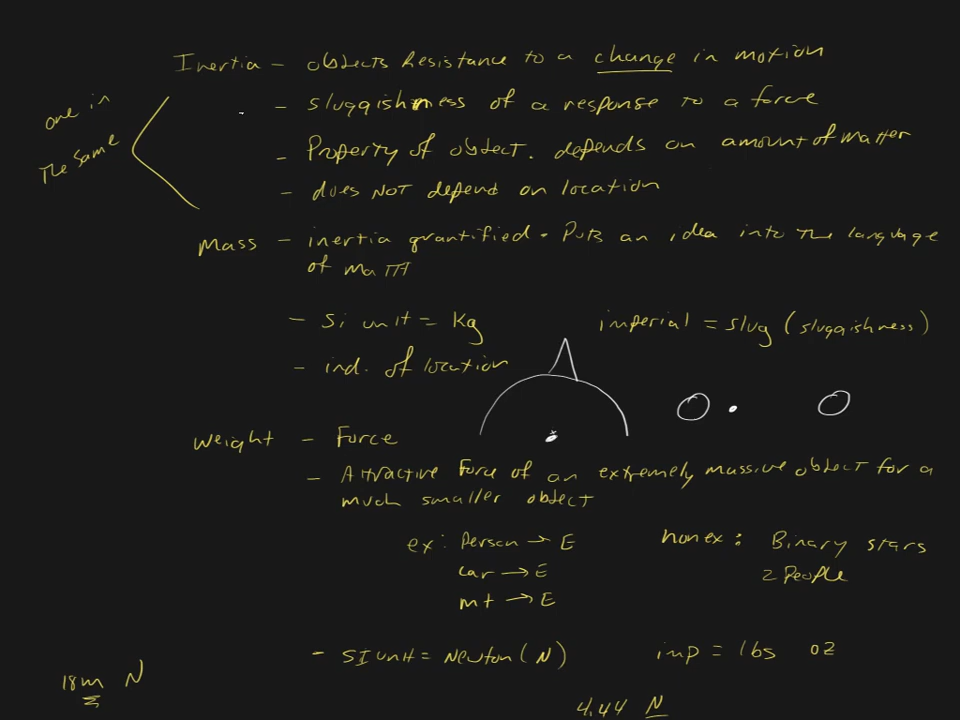 Inertia - objects Resistance to a change in motion
one in
The same
- sluggishness of a response to a force
- Property of object. depends on amount of matter
- does NOT depend on location
Mass - inertia quantified. Puts an idea into the language
of maTH
- Si unit = Kg
imperial = slug (sluggishness)
- ind. of location
Weight - Force
- Attractive Force of an extremely massive object for a
much smaller object
ex: Person → E
car → E
mt → E
nonex: Binary stars
2 People
- SI unit = Newton (N)
imp = lbs oz
18m N
4.44 N